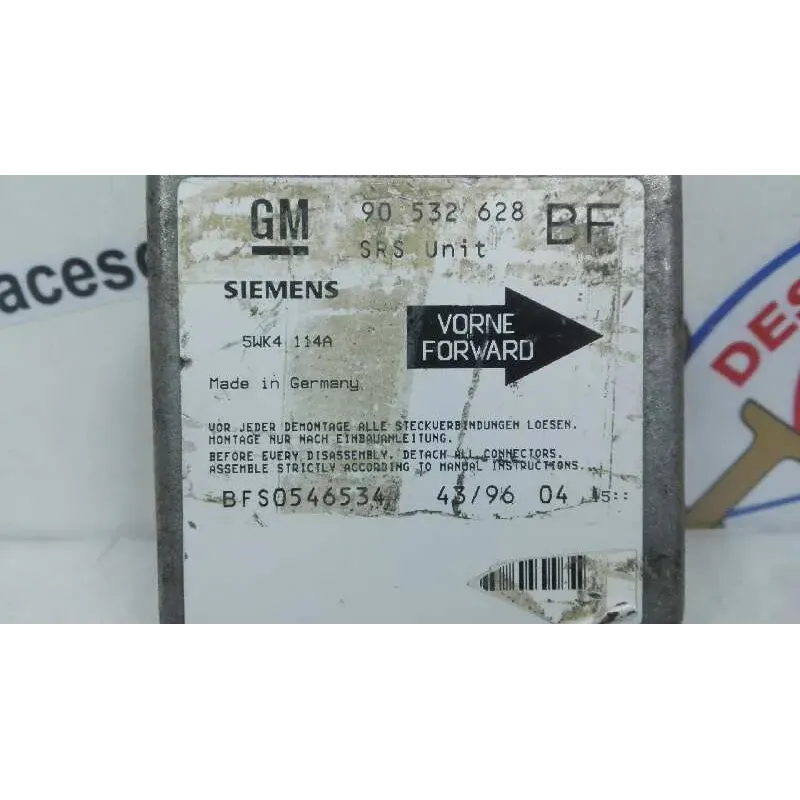 GM
90 532 628
BF
SRS Unit
SIEMENS
VORNE
FORWARD
5WK4 114A
Made in Germany
VOR JEDER DEMONTAGE ALLE STECKVERBINDUNGEN LOESEN.
MONTAGE NUR NACH EINBAUANLEITUNG.
BEFORE EVERY DISASSEMBLY, DETACH ALL CONNECTORS.
ASSEMBLE STRICTLY ACCORDING TO MANUAL INSTRUCTIONS.
BFS0546534 43/96 04
aceso
DES